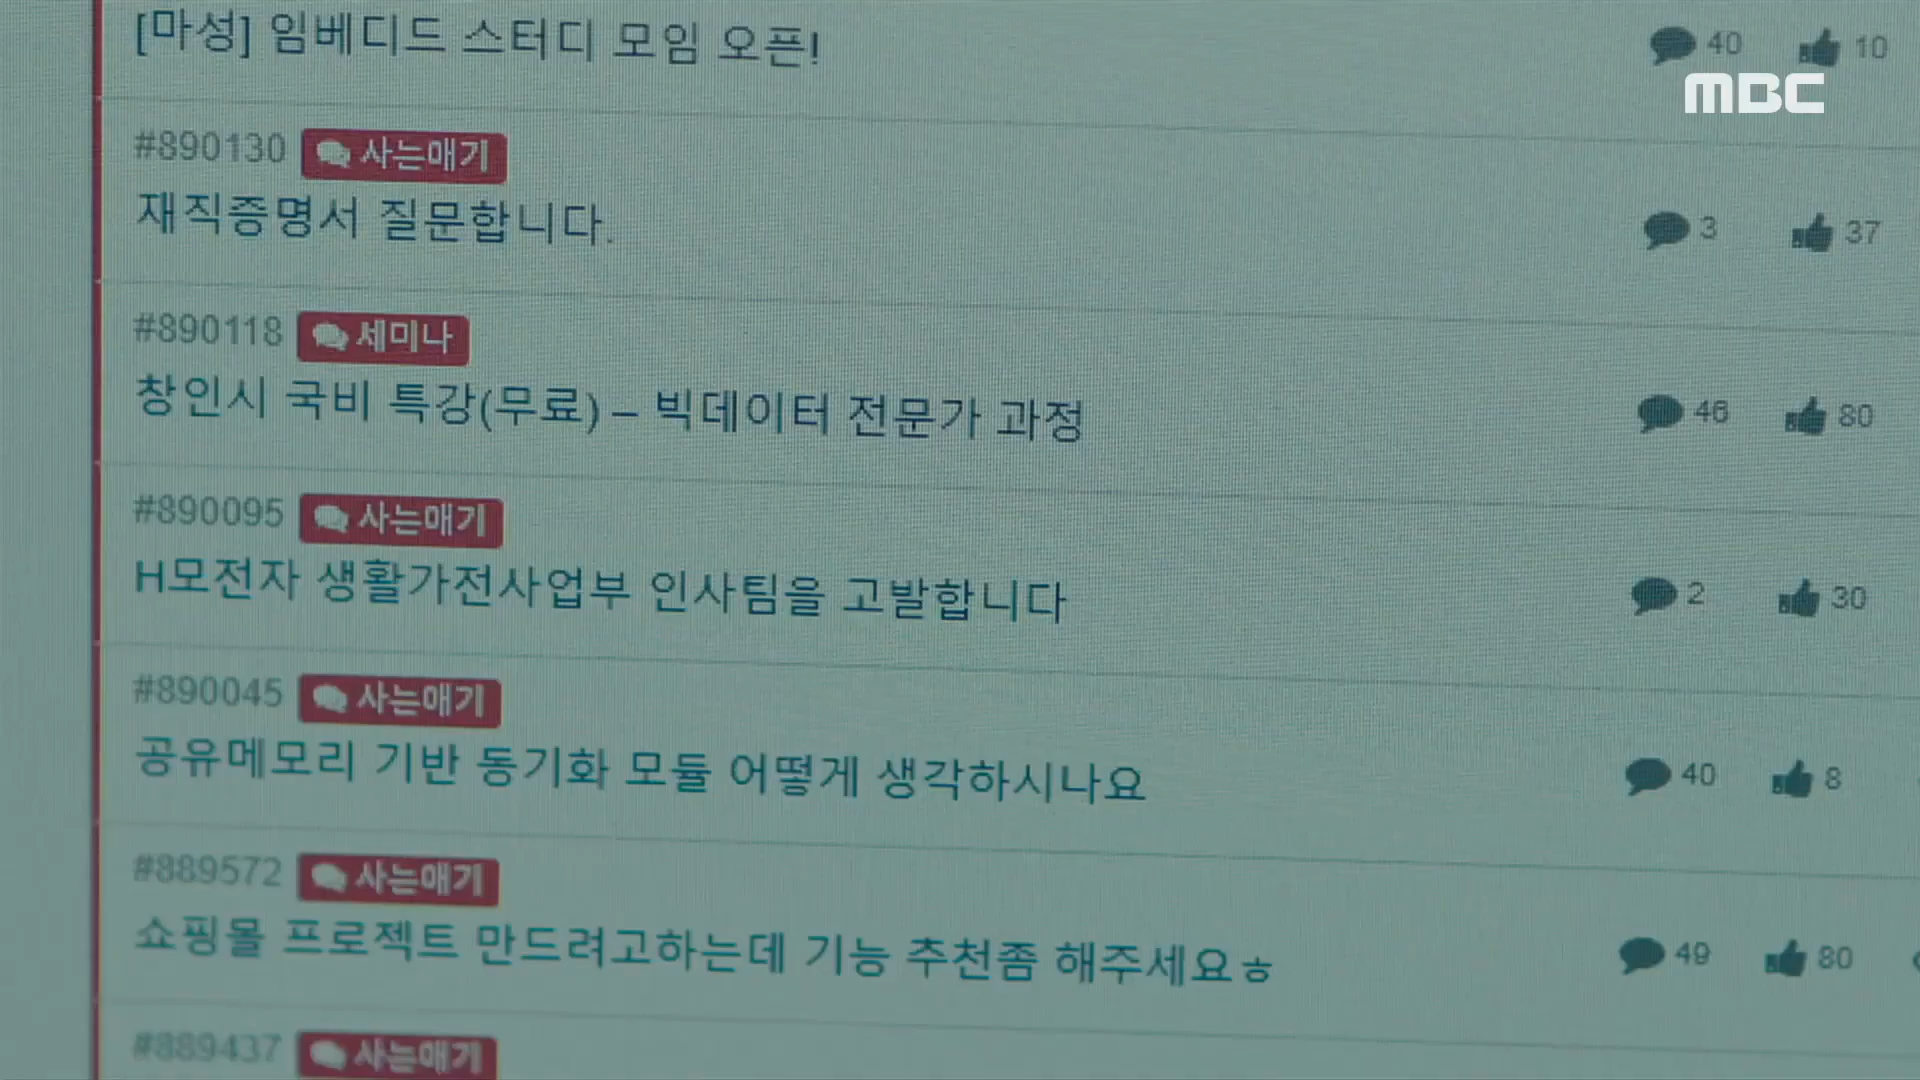 [마성] 임베디드 스터디 모임 오픈!
40 10
MBC
#890130 사는얘기
재직증명서 질문합니다.
3 37
#890118 세미나
창인시 국비 특강(무료) – 빅데이터 전문가 과정
46 80
#890095 사는얘기
H모전자 생활가전사업부 인사팀을 고발합니다
2 30
#890045 사는얘기
공유메모리 기반 동기화 모듈 어떻게 생각하시나요
40 8
#889572 사는얘기
쇼핑몰 프로젝트 만드려고하는데 기능 추천좀 해주세요ㅎ
49 80
#889437 사는얘기